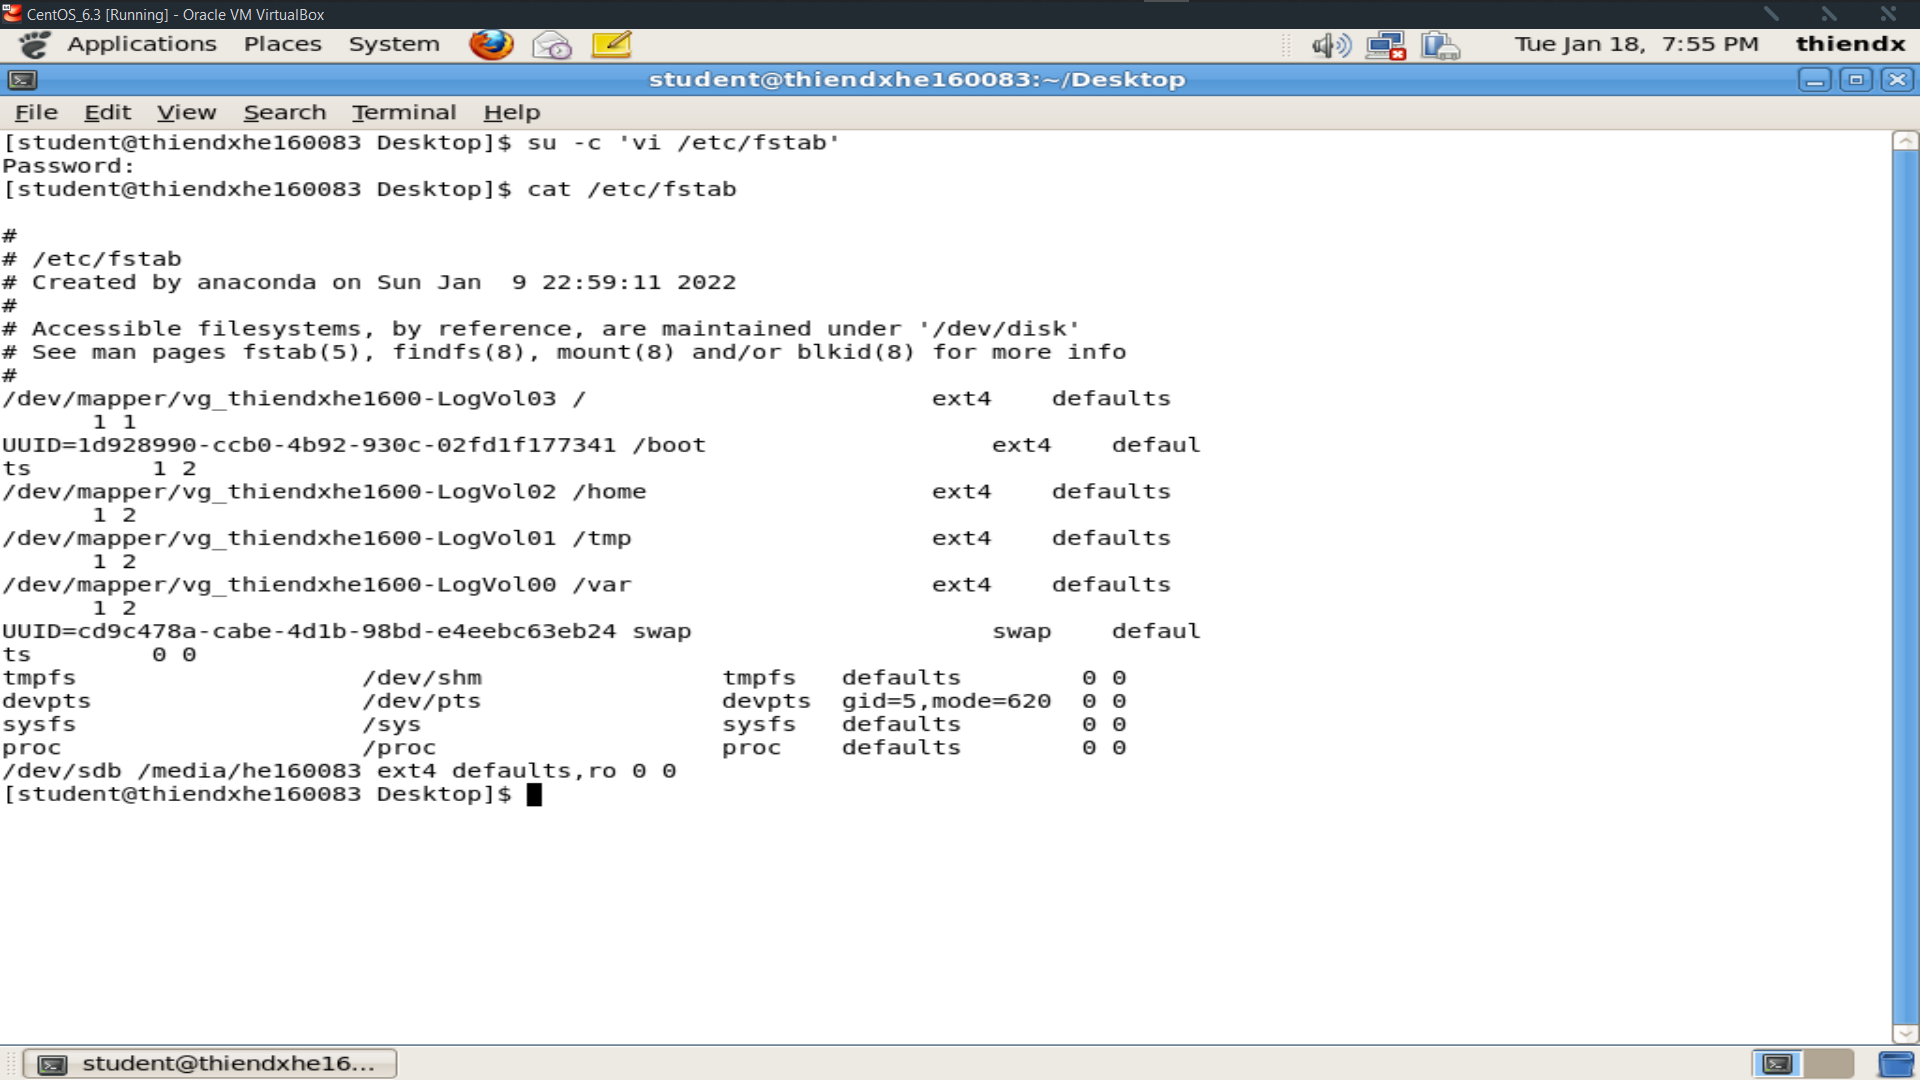 CentOS_6.3 [Running] - Oracle VM VirtualBox
Applications Places System Tue Jan 18, 7:55 PM thiendx
student@thiendxhe160083:~/Desktop
File Edit View Search Terminal Help
[student@thiendxhe160083 Desktop]$ su -c 'vi /etc/fstab'
Password:
[student@thiendxhe160083 Desktop]$ cat /etc/fstab
#
# /etc/fstab
# Created by anaconda on Sun Jan  9 22:59:11 2022
#
# Accessible filesystems, by reference, are maintained under '/dev/disk'
# See man pages fstab(5), findfs(8), mount(8) and/or blkid(8) for more info
#
/dev/mapper/vg_thiendxhe1600-LogVol03 /                       ext4    defaults
      1 1
UUID=1d928990-ccb0-4b92-930c-02fd1f177341 /boot                   ext4    defaul
ts        1 2
/dev/mapper/vg_thiendxhe1600-LogVol02 /home                   ext4    defaults
      1 2
/dev/mapper/vg_thiendxhe1600-LogVol01 /tmp                    ext4    defaults
      1 2
/dev/mapper/vg_thiendxhe1600-LogVol00 /var                    ext4    defaults
      1 2
UUID=cd9c478a-cabe-4d1b-98bd-e4eebc63eb24 swap                    swap    defaul
ts        0 0
tmpfs                   /dev/shm                tmpfs   defaults        0 0
devpts                  /dev/pts                devpts  gid=5,mode=620  0 0
sysfs                   /sys                    sysfs   defaults        0 0
proc                    /proc                   proc    defaults        0 0
/dev/sdb /media/he160083 ext4 defaults,ro 0 0
[student@thiendxhe160083 Desktop]$
student@thiendxhe16...